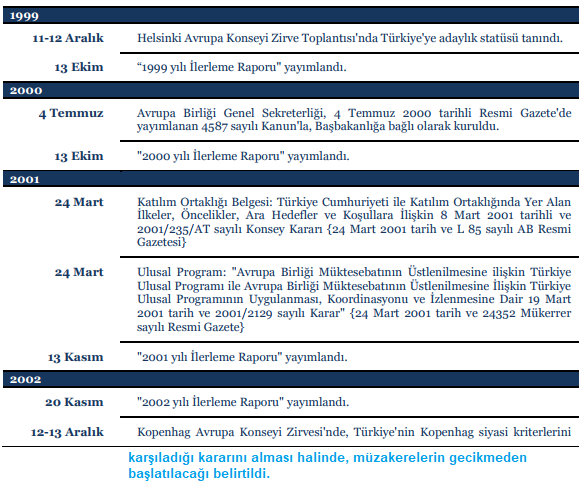 1999
11-12 Aralık Helsinki Avrupa Konseyi Zirve Toplantısı'nda Türkiye'ye adaylık statüsü tanındı.
13 Ekim “1999 yılı İlerleme Raporu" yayımlandı.
2000
4 Temmuz Avrupa Birliği Genel Sekreterliği, 4 Temmuz 2000 tarihli Resmi Gazete'de
yayımlanan 4587 sayılı Kanun'la, Başbakanlığa bağlı olarak kuruldu.
13 Ekim "2000 yılı İlerleme Raporu" yayımlandı.
2001
24 Mart Katılım Ortaklığı Belgesi: Türkiye Cumhuriyeti ile Katılım Ortaklığında Yer Alan
İlkeler, Öncelikler, Ara Hedefler ve Koşullara İlişkin 8 Mart 2001 tarihli ve
2001/235/AT sayılı Konsey Kararı {24 Mart 2001 tarih ve L 85 sayılı AB Resmi
Gazetesi}
24 Mart Ulusal Program: "Avrupa Birliği Müktesebatının Üstlenilmesine ilişkin Türkiye
Ulusal Programı ile Avrupa Birliği Müktesebatının Üstlenilmesine İlişkin Türkiye
Ulusal Programının Uygulanması, Koordinasyonu ve İzlenmesine Dair 19 Mart
2001 tarih ve 2001/2129 sayılı Karar" {24 Mart 2001 tarih ve 24352 Mükerrer
sayılı Resmi Gazete}
13 Kasım "2001 yılı İlerleme Raporu" yayımlandı.
2002
20 Kasım "2002 yılı İlerleme Raporu" yayımlandı.
12-13 Aralık Kopenhag Avrupa Konseyi Zirvesi'nde, Türkiye'nin Kopenhag siyasi kriterlerini
karşıladığı kararını alması halinde, müzakerelerin gecikmeden
başlatılacağı belirtildi.